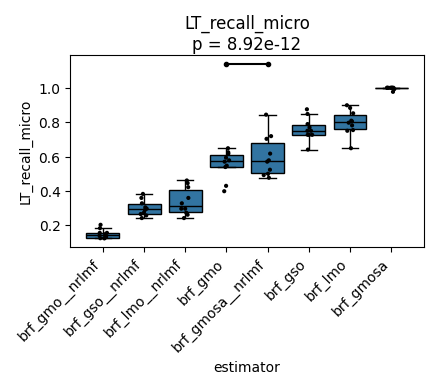 LT_recall_micro
p = 8.92e-12
LT_recall_micro
1.0
0.8
0.6
0.4
0.2
brf_gmo__nrlmf
brf_gso__nrlmf
brf_lmo__nrlmf
brf_gmo
brf_gmosa__nrlmf
brf_gso
brf_lmo
brf_gmosa
estimator